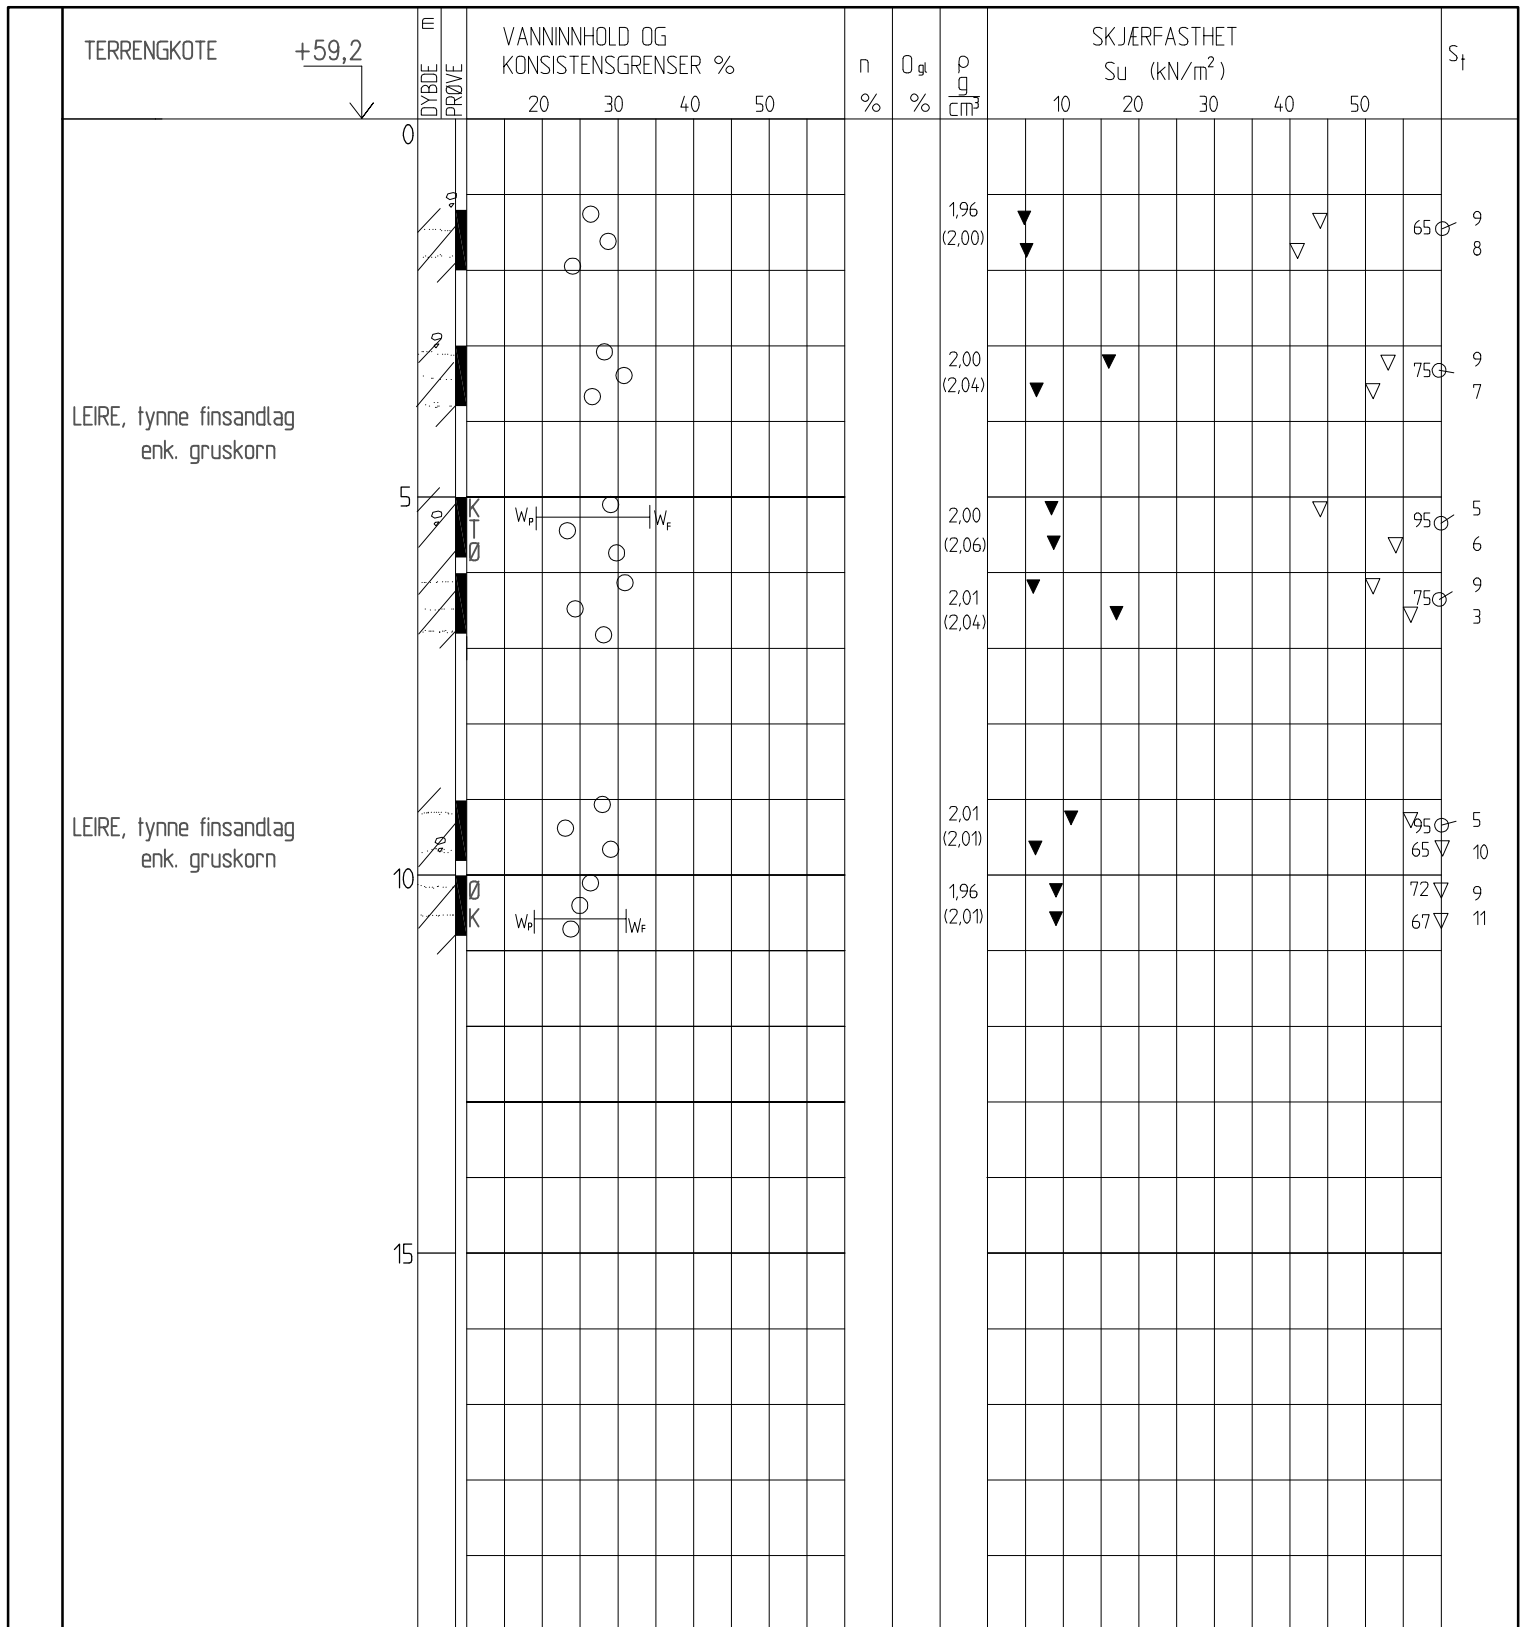 TERRENGKOTE +59,2
DYBDE m
PRØVE
VANNINNHOLD OG
KONSISTENSGRENSER %
20 30 40 50
n
%
O gl
%
ρ
g
cm³
SKJÆRFASTHET
Su (kN/m²)
10 20 30 40 50
St
0
1,96 65 9
(2,00) 8
2,00 75 9
(2,04) 7
LEIRE, tynne finsandlag
enk. gruskorn
5 K Wp WF 2,00 95 5
T
Ø (2,06) 6
2,01 75 9
(2,04) 3
LEIRE, tynne finsandlag
enk. gruskorn
2,01 95 5
(2,01) 65 10
10 Ø 1,96 72 9
K Wp WF (2,01) 67 11
15